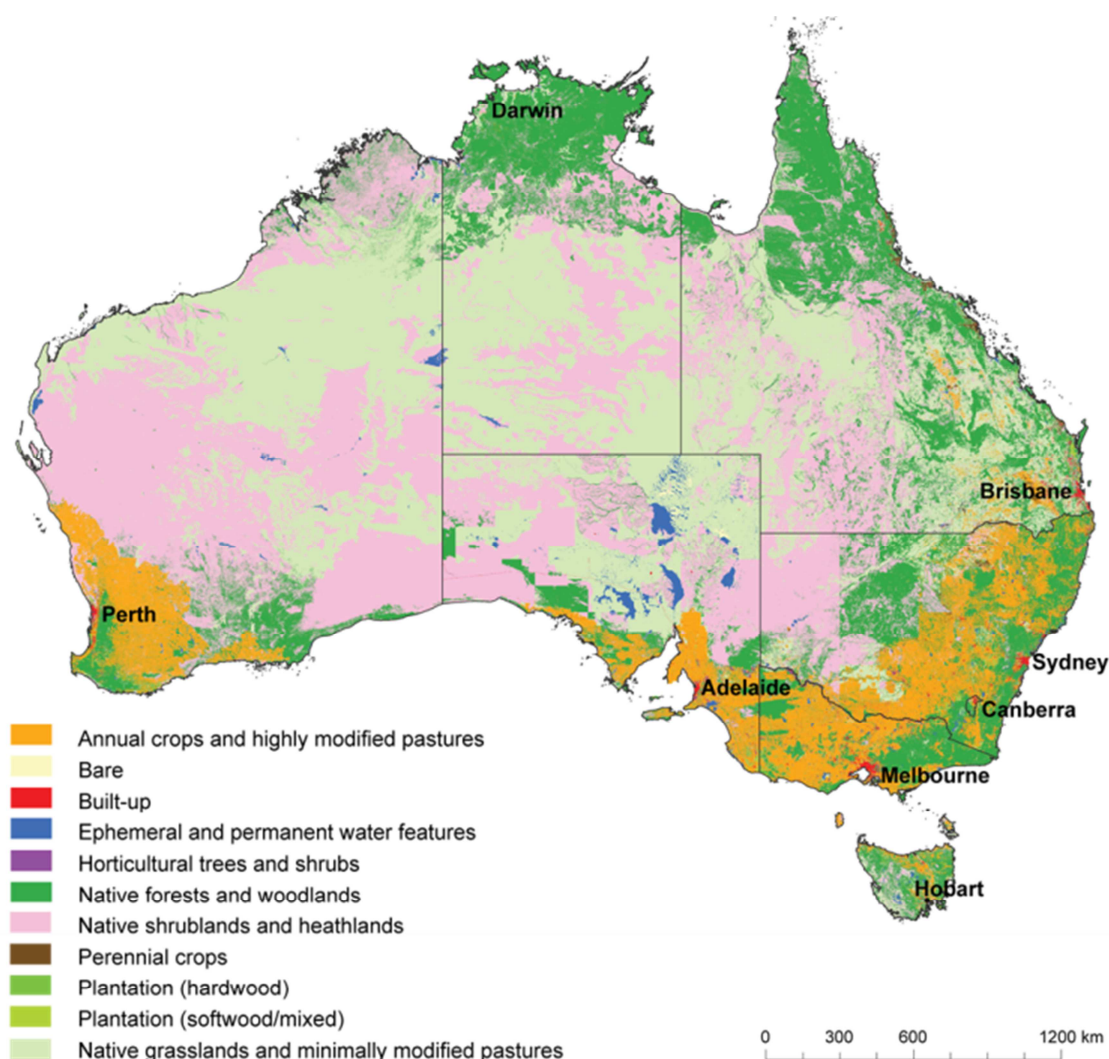 Darwin
Brisbane
Perth
Sydney
Adelaide
Canberra
Melbourne
Hobart
Annual crops and highly modified pastures
Bare
Built-up
Ephemeral and permanent water features
Horticultural trees and shrubs
Native forests and woodlands
Native shrublands and heathlands
Perennial crops
Plantation (hardwood)
Plantation (softwood/mixed)
Native grasslands and minimally modified pastures
0 300 600 1200 km